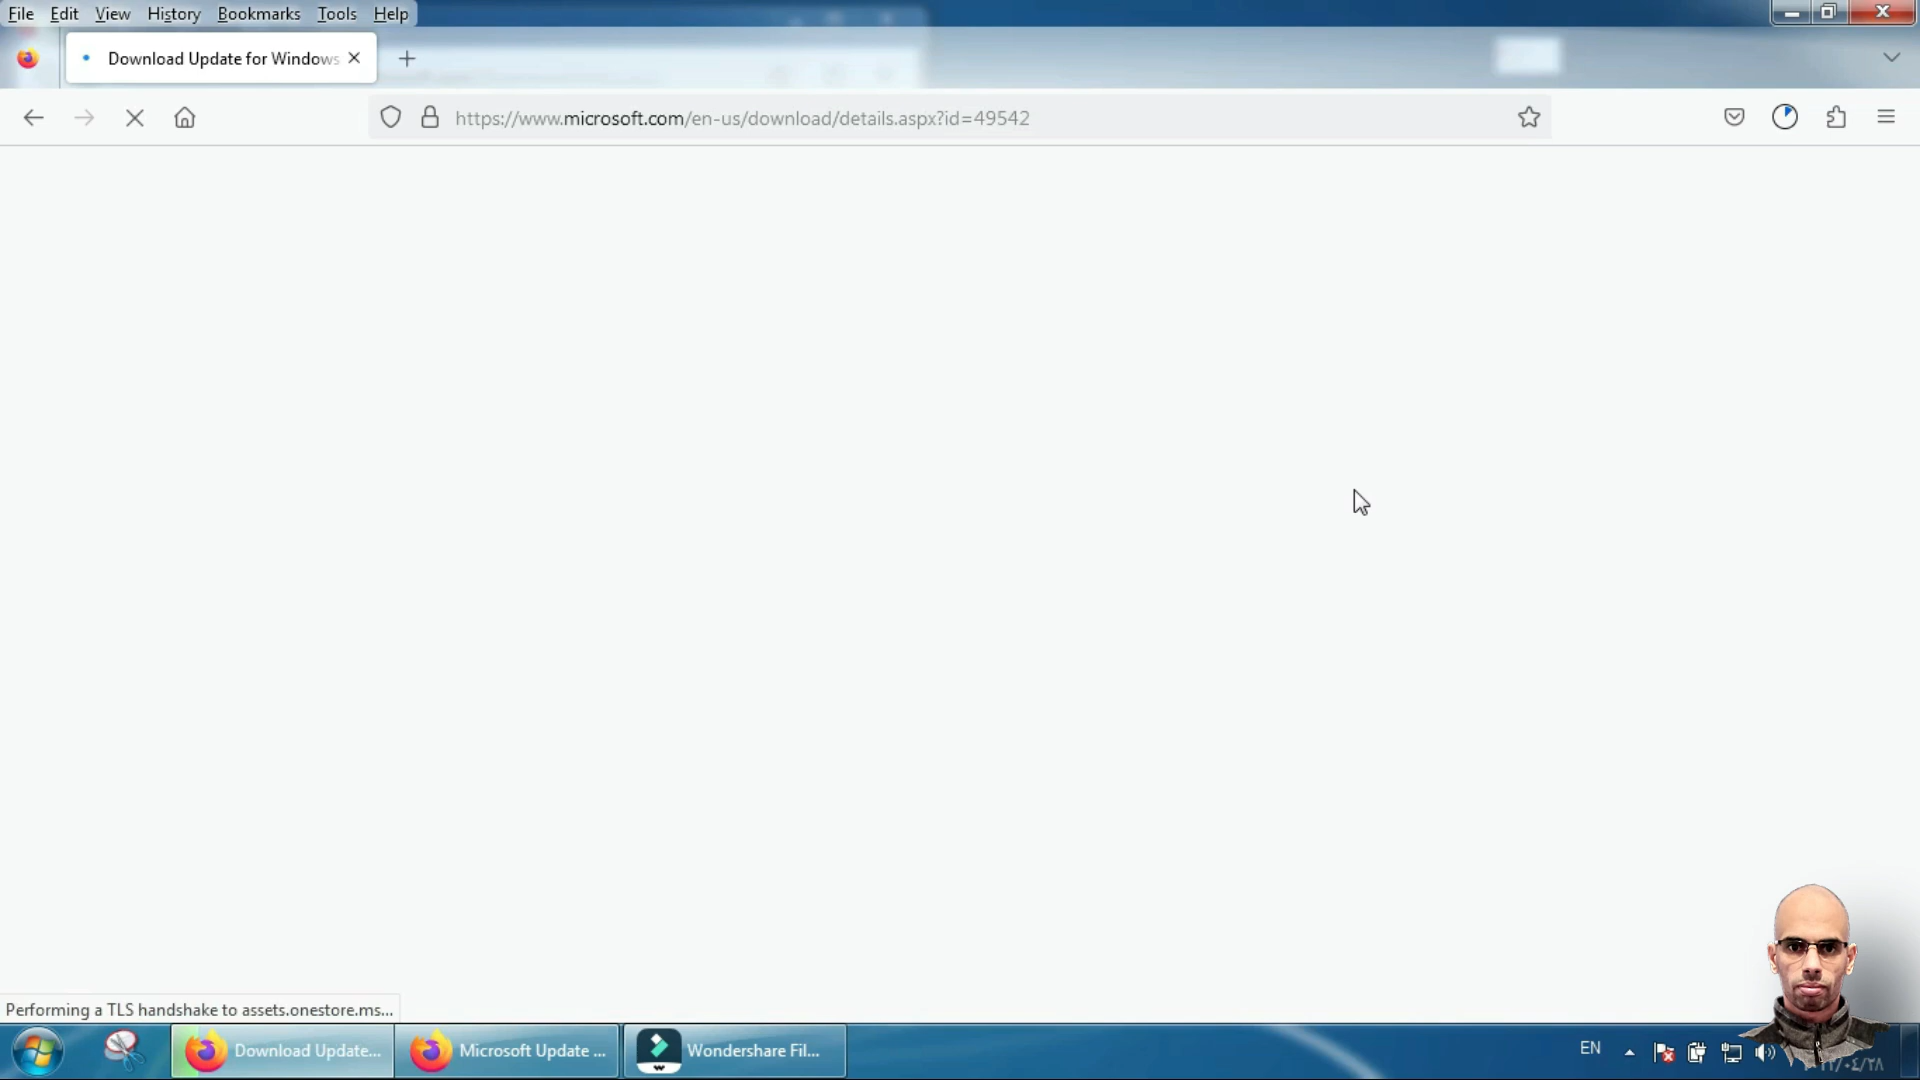 File Edit View History Bookmarks Tools Help
Download Update for Windows
https://www.microsoft.com/en-us/download/details.aspx?id=49542
Performing a TLS handshake to assets.onestore.ms...
Download Update... Microsoft Update ... Wondershare Fil... EN